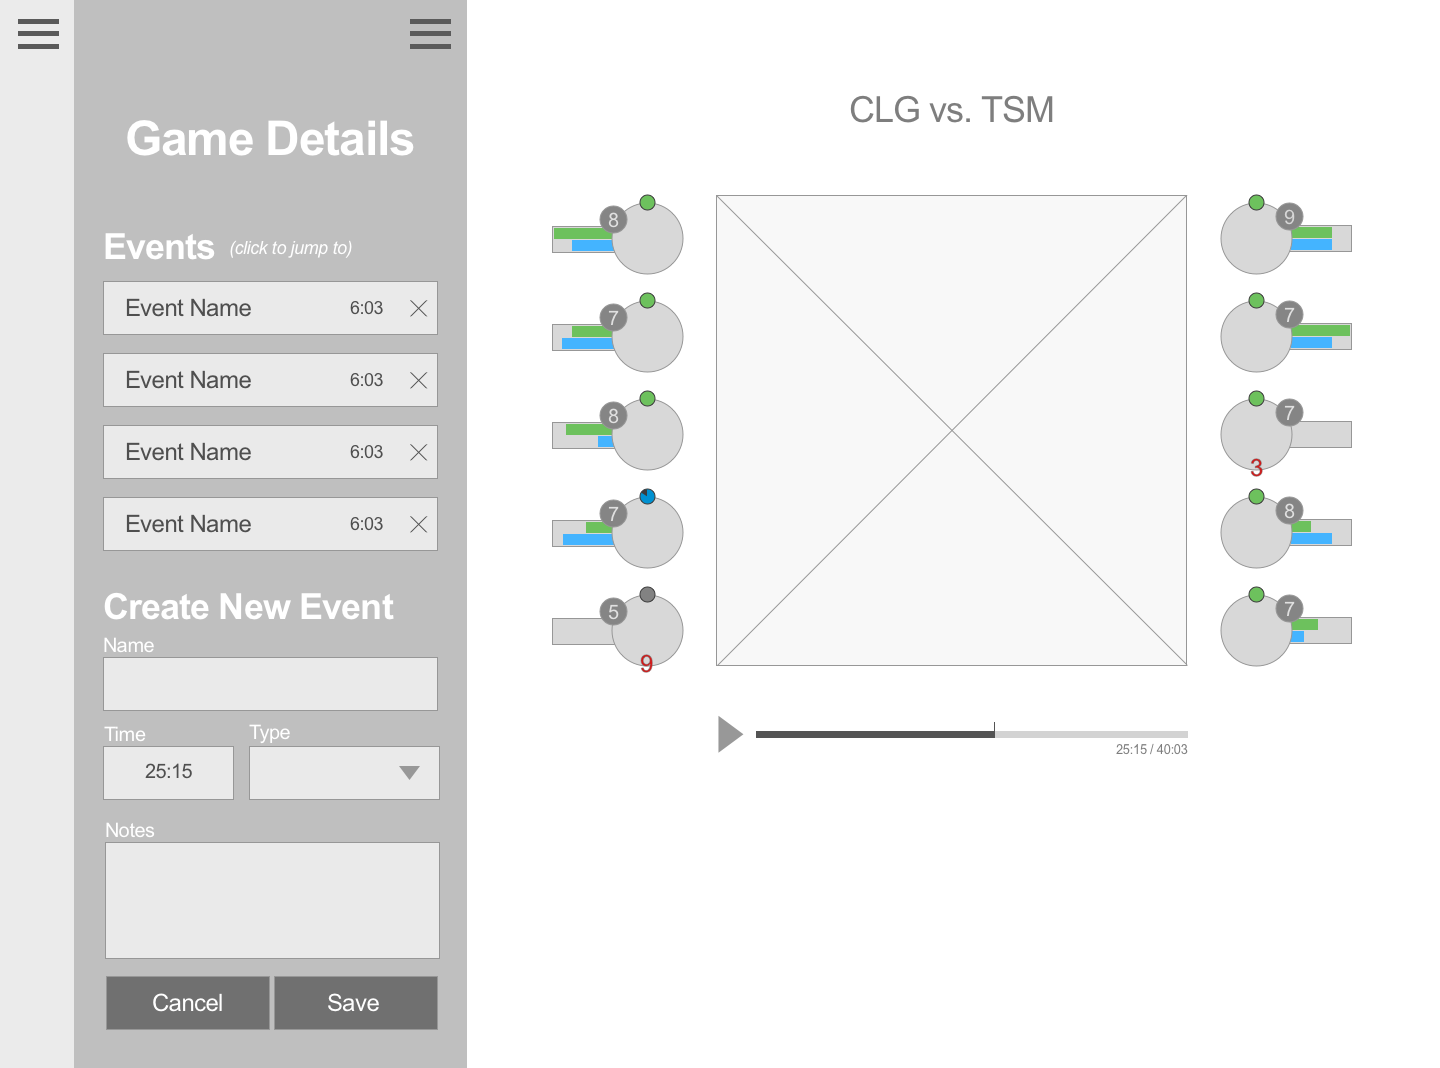 Game Details
Events (click to jump to)
Event Name 6:03
Event Name 6:03
Event Name 6:03
Event Name 6:03
Create New Event
Name
Time Type
25:15
Notes
Cancel Save
CLG vs. TSM
8
7
8
7
5
9
9
7
7
3
8
7
25:15 / 40:03